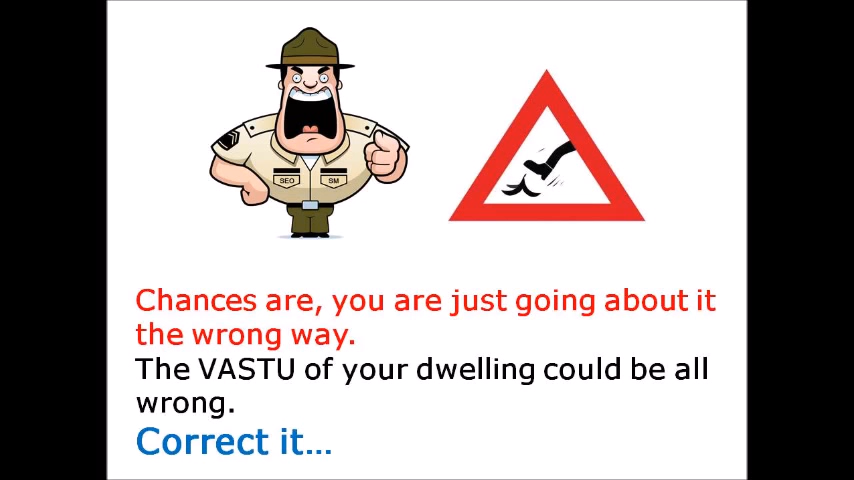 SEO SM
Chances are, you are just going about it
the wrong way.
The VASTU of your dwelling could be all
wrong.
Correct it...